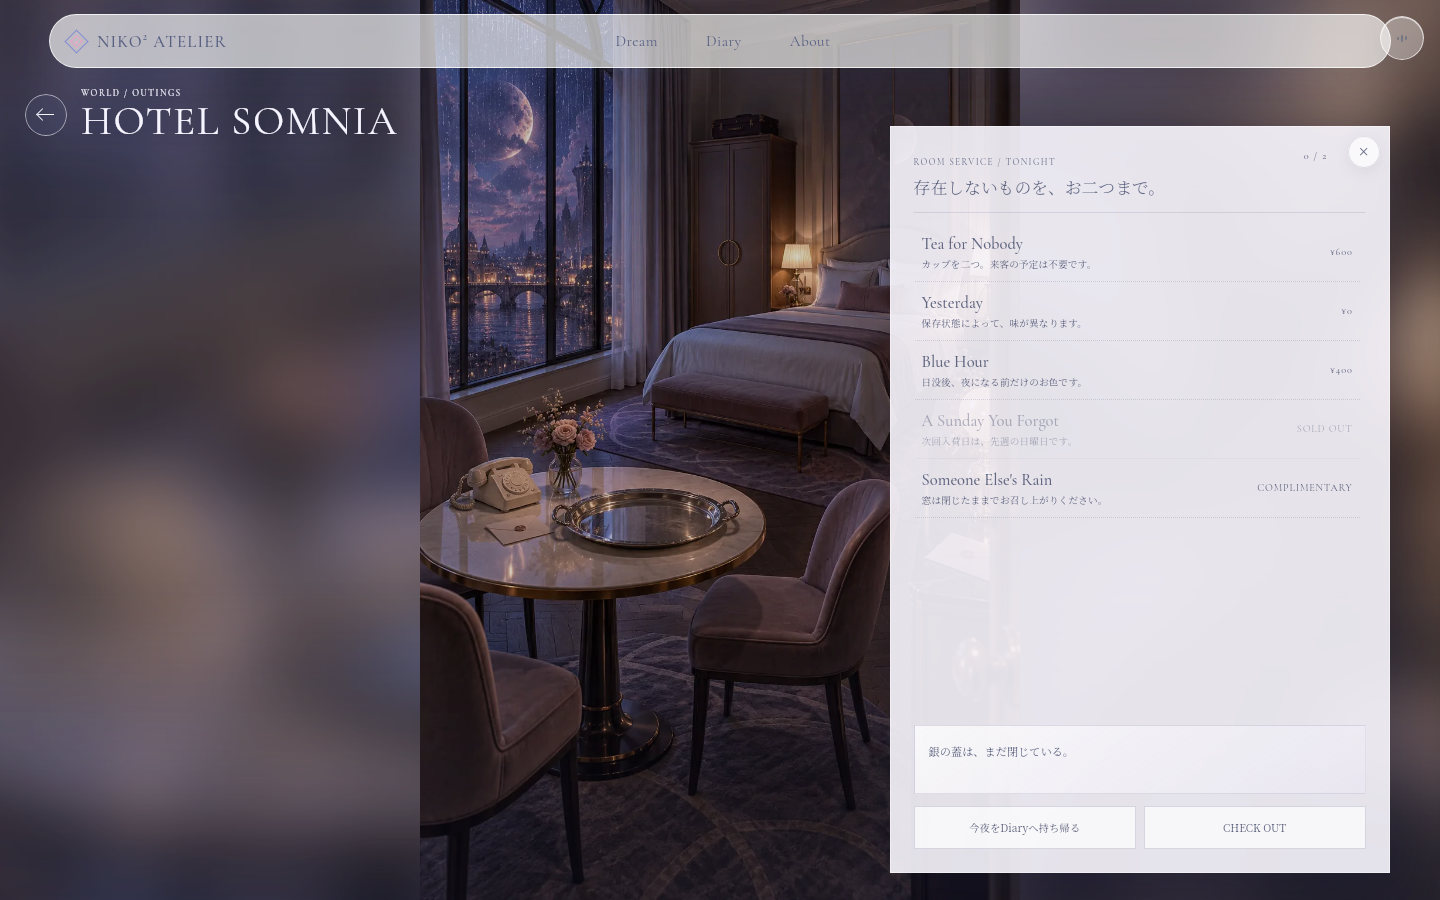 NIKO² ATELIER
Dream
Diary
About
WORLD / OUTINGS
HOTEL SOMNIA
ROOM SERVICE / TONIGHT
0 / 2
存在しないものを、お二つまで。
Tea for Nobody
カップを二つ。来客の予定は不要です。
¥600
Yesterday
保存状態によって、味が異なります。
¥0
Blue Hour
日没後、夜になる前だけのお色です。
¥400
A Sunday You Forgot
次回入荷日は、先週の日曜日です。
SOLD OUT
Someone Else's Rain
窓は閉じたままでお召し上がりください。
COMPLIMENTARY
銀の蓋は、まだ閉じている。
今夜をDiaryへ持ち帰る
CHECK OUT